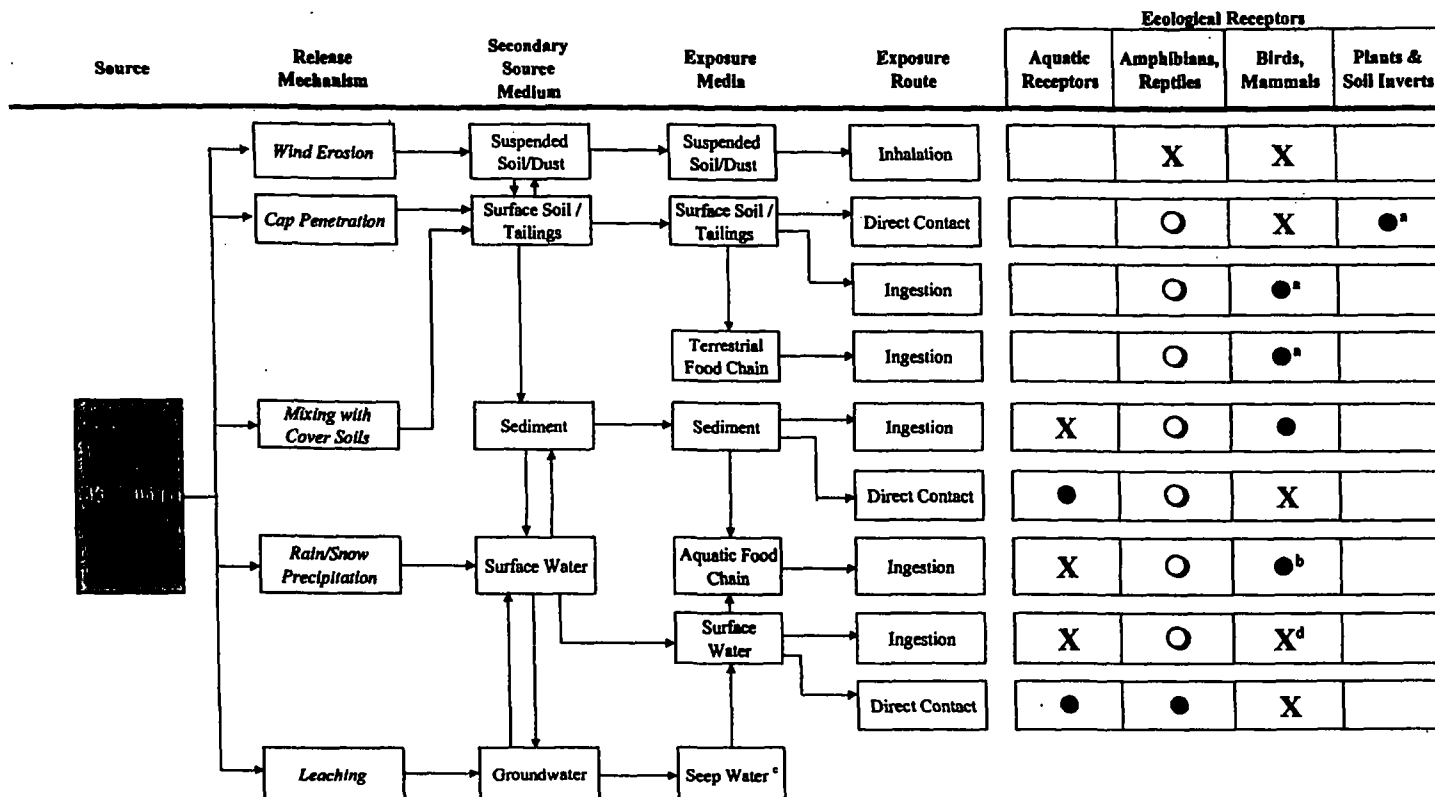 Ecological Receptors
Source
Release
Mechanism
Secondary
Source
Medium
Exposure
Media
Exposure
Route
Aquatic
Receptors
Amphibians,
Reptiles
Birds,
Mammals
Plants &
Soil Inverts
Wind Erosion
Suspended
Soil/Dust
Suspended
Soil/Dust
Inhalation
X
X
Cap Penetration
Surface Soil /
Tailings
Surface Soil /
Tailings
Direct Contact
X
a
Ingestion
a
Terrestrial
Food Chain
Ingestion
a
Mixing with
Cover Soils
Sediment
Sediment
Ingestion
X
Direct Contact
X
Rain/Snow
Precipitation
Surface Water
Aquatic Food
Chain
Ingestion
X
b
Surface
Water
Ingestion
X
X d
Direct Contact
X
Leaching
Groundwater
Seep Water c